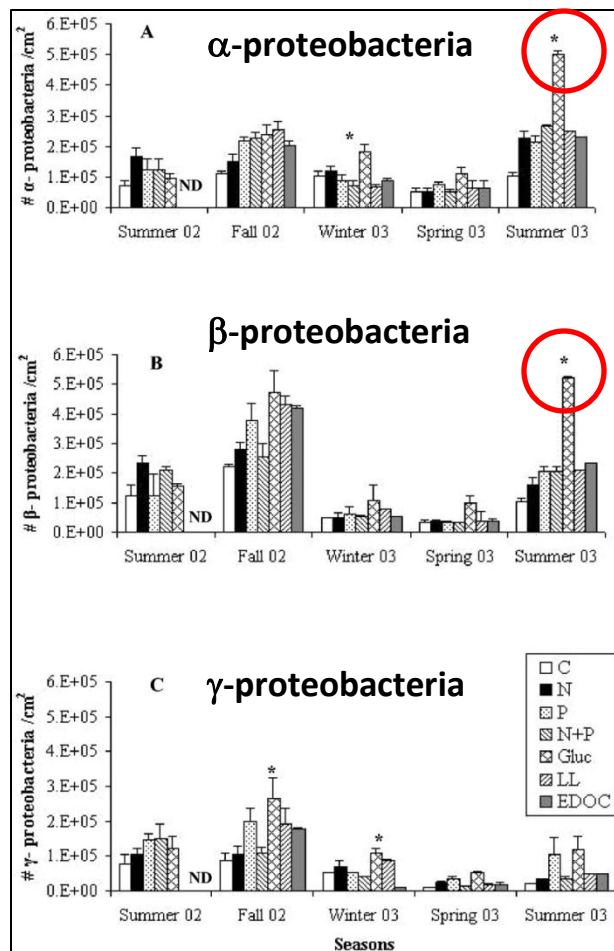 A α-proteobacteria
# α- proteobacteria /cm²
6.E+05
5.E+05
4.E+05
3.E+05
2.E+05
1.E+05
0.E+00
*
*
ND
Summer 02 Fall 02 Winter 03 Spring 03 Summer 03
β-proteobacteria
B
# β- proteobacteria /cm²
6.E+05
5.E+05
4.E+05
3.E+05
2.E+05
1.E+05
0.E+00
*
ND
Summer 02 Fall 02 Winter 03 Spring 03 Summer 03
C γ-proteobacteria
# γ- proteobacteria /cm²
6.E+05
5.E+05
4.E+05
3.E+05
2.E+05
1.E+05
0.E+00
*
*
ND
C
N
P
N+P
Gluc
LL
EDOC
Summer 02 Fall 02 Winter 03 Spring 03 Summer 03
Seasons